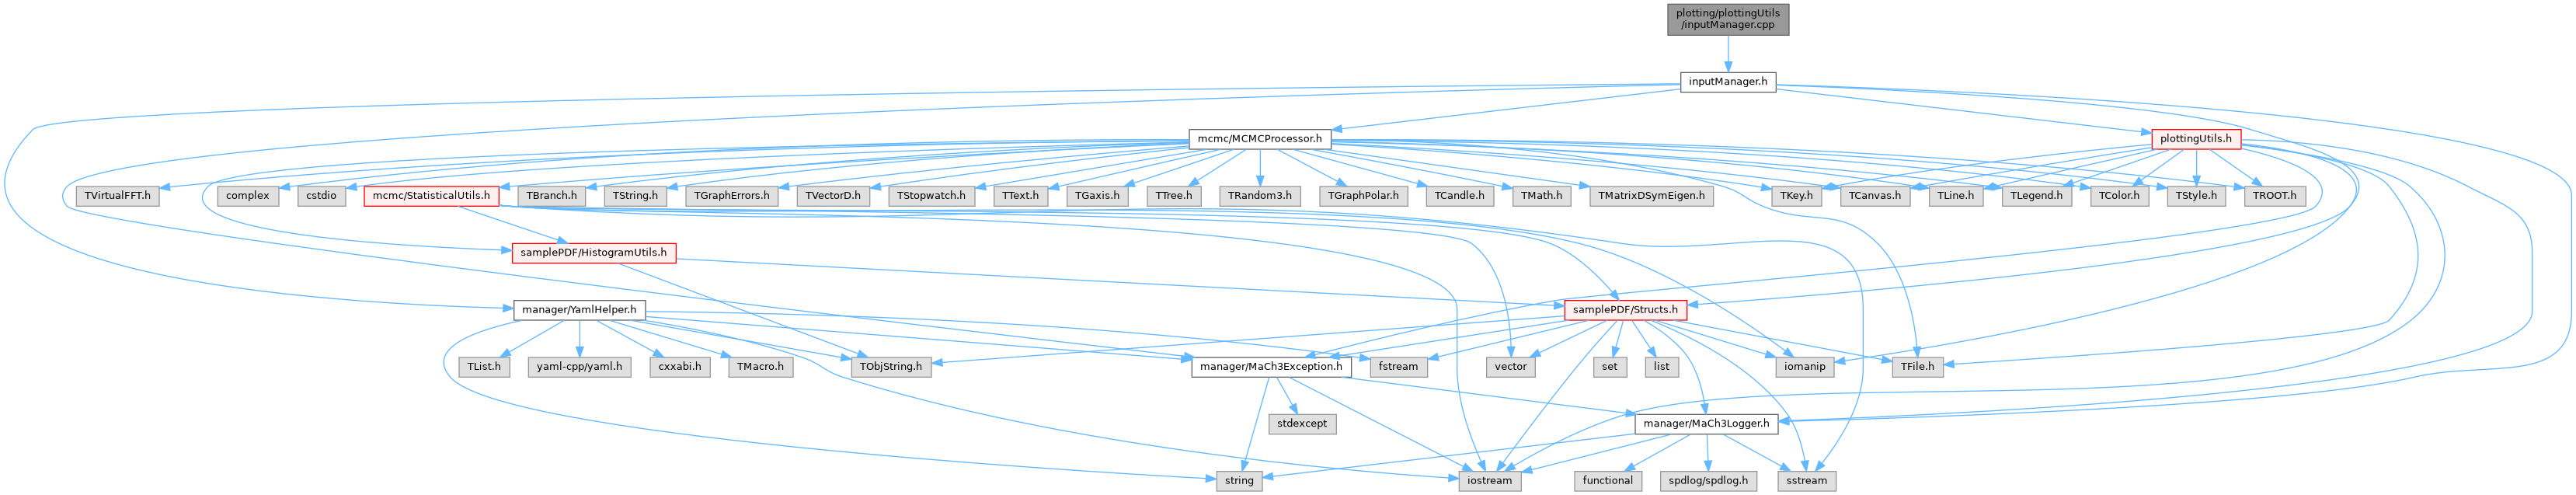 plotting/plottingUtils
/inputManager.cpp
inputManager.h
mcmc/MCMCProcessor.h
plottingUtils.h
TVirtualFFT.h
complex
cstdio
mcmc/StatisticalUtils.h
TBranch.h
TString.h
TGraphErrors.h
TVectorD.h
TStopwatch.h
TText.h
TGaxis.h
TTree.h
TRandom3.h
TGraphPolar.h
TCandle.h
TMath.h
TMatrixDSymEigen.h
TKey.h
TCanvas.h
TLine.h
TLegend.h
TColor.h
TStyle.h
TROOT.h
samplePDF/HistogramUtils.h
manager/YamlHelper.h
samplePDF/Structs.h
TList.h
yaml-cpp/yaml.h
cxxabi.h
TMacro.h
TObjString.h
manager/MaCh3Exception.h
fstream
vector
set
list
iomanip
TFile.h
stdexcept
manager/MaCh3Logger.h
string
iostream
functional
spdlog/spdlog.h
sstream